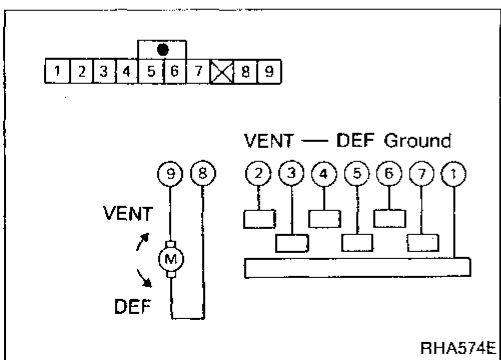 1 2 3 4 5 6 7 8 9
VENT — DEF Ground
9 8 2 3 4 5 6 7 1
VENT
M
DEF
RHA574E